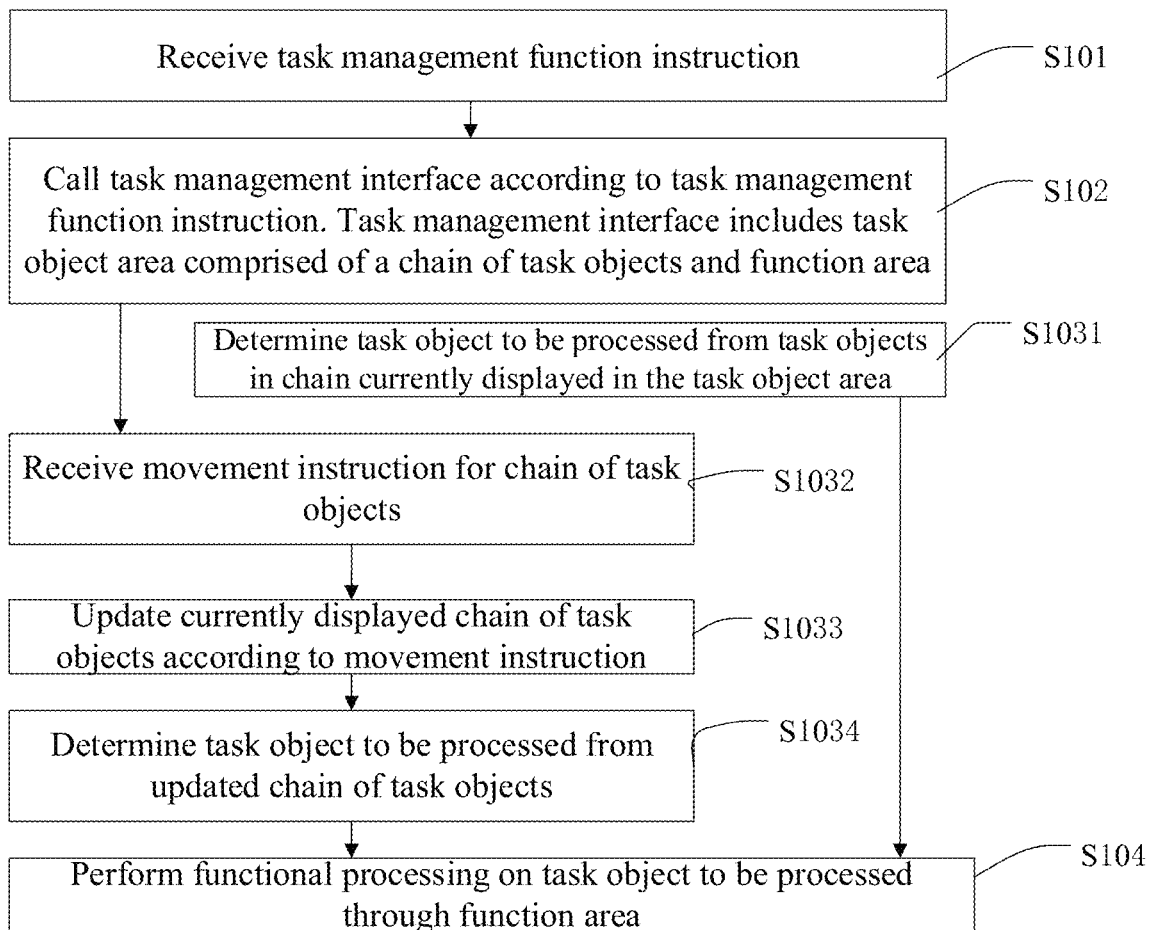 Receive task management function instruction
S101
Call task management interface according to task management
function instruction. Task management interface includes task
object area comprised of a chain of task objects and function area
S102
Determine task object to be processed from task objects
in chain currently displayed in the task object area
S1031
Receive movement instruction for chain of task
objects
S1032
Update currently displayed chain of task
objects according to movement instruction
S1033
Determine task object to be processed from
updated chain of task objects
S1034
Perform functional processing on task object to be processed
through function area
S104